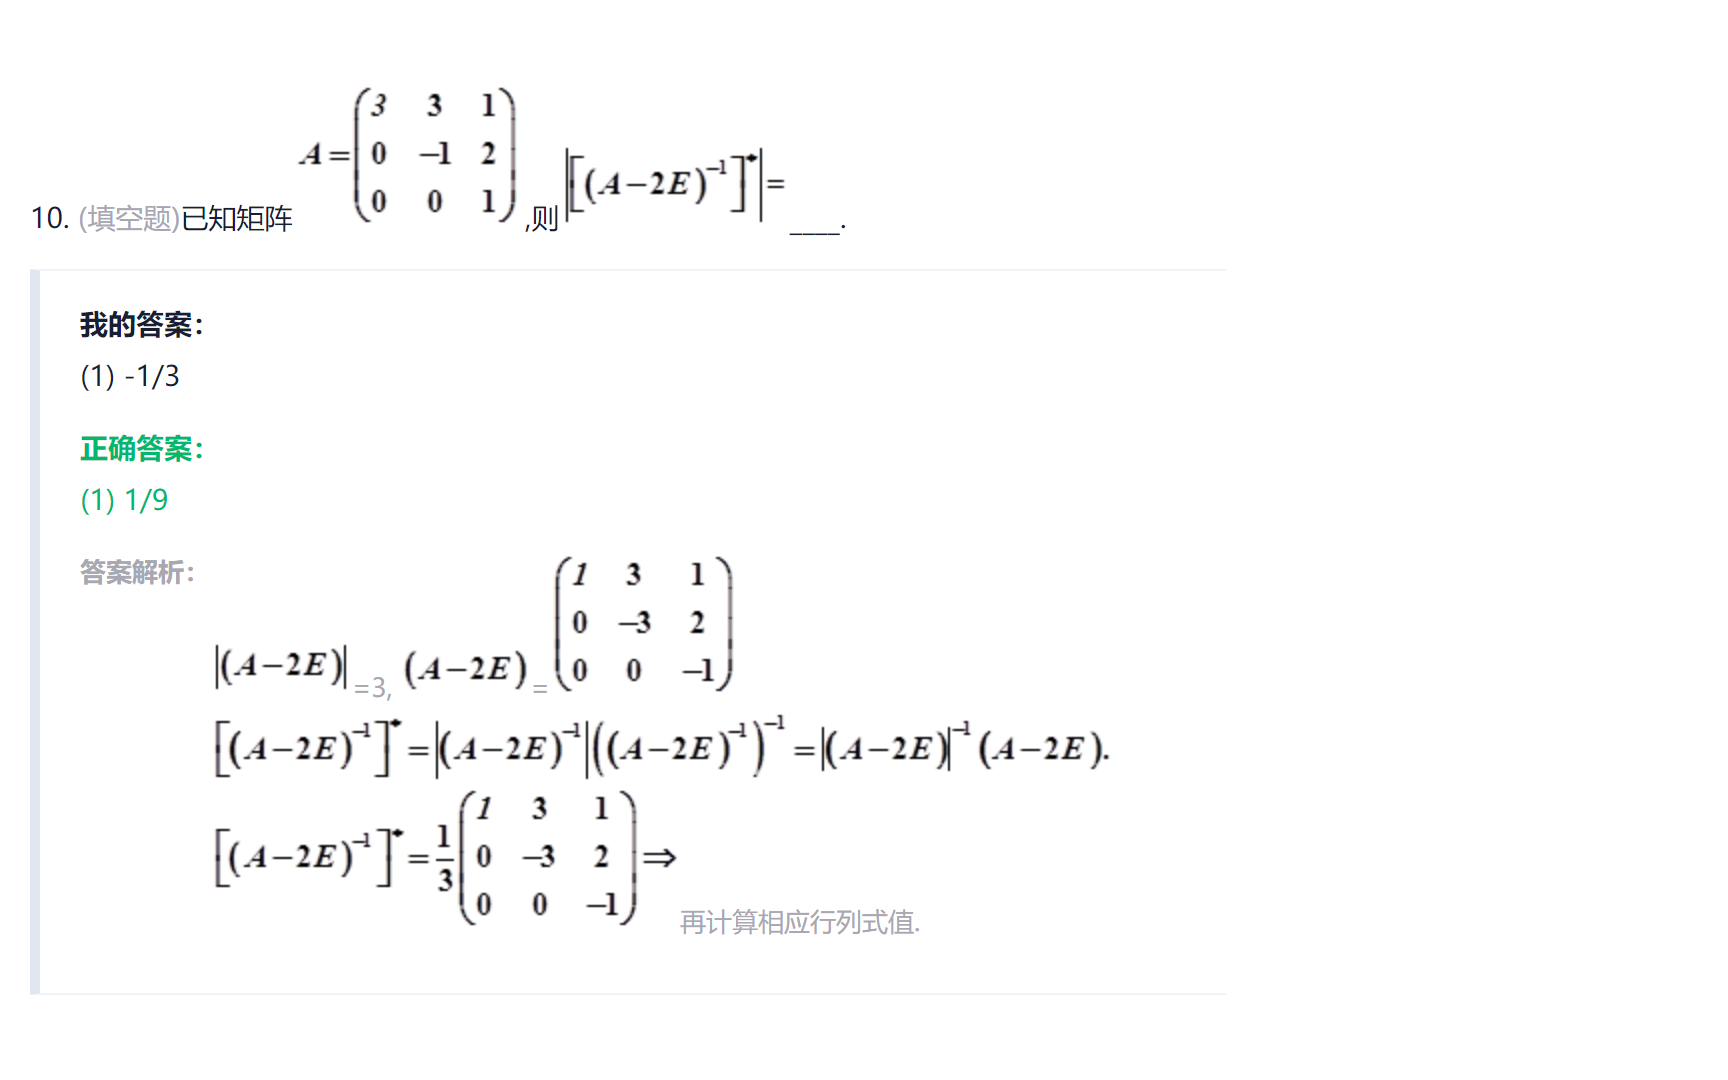 10. (填空题)已知矩阵 A=(3 3 1
0 -1 2
0 0 1) ,则 |[(A-2E)⁻¹]*|= ____.
我的答案:
(1) -1/3
正确答案:
(1) 1/9
答案解析:
|(A-2E)| =3, (A-2E) = (1 3 1
0 -3 2
0 0 -1)
[(A-2E)⁻¹]*=|(A-2E)⁻¹|((A-2E)⁻¹)⁻¹=|(A-2E)|⁻¹(A-2E).
[(A-2E)⁻¹]*=1/3(1 3 1
0 -3 2
0 0 -1)⇒ 再计算相应行列式值.